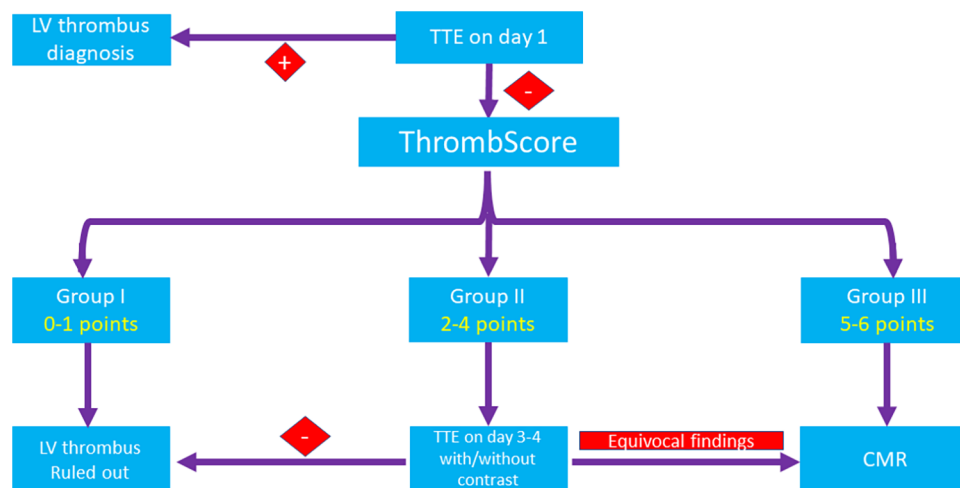 LV thrombus
diagnosis
TTE on day 1
+
-
ThrombScore
Group I
0-1 points
Group II
2-4 points
Group III
5-6 points
LV thrombus
Ruled out
-
TTE on day 3-4
with/without
contrast
Equivocal findings
CMR